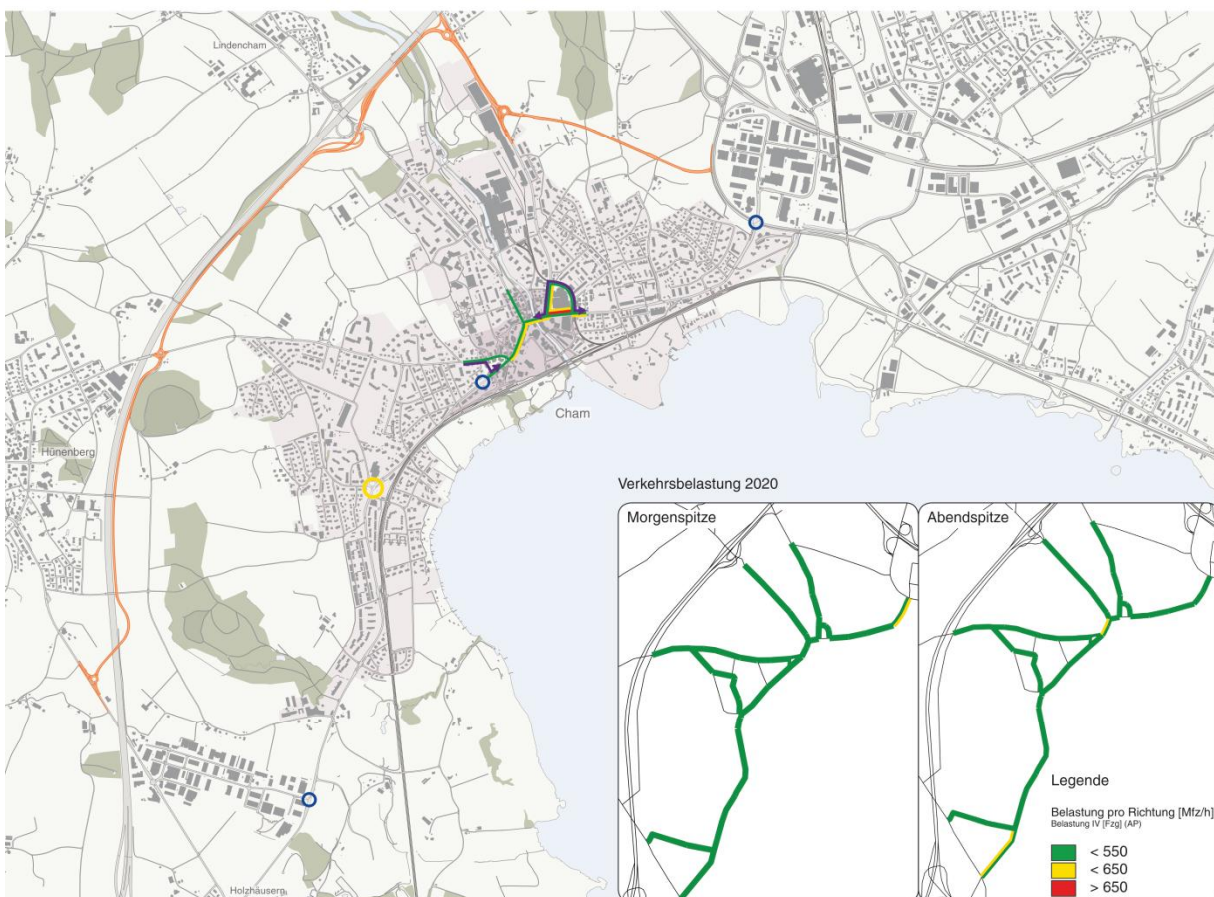 Lindencham
Cham
Hünenberg
Verkehrsbelastung 2020
Morgenspitze
Abendspitze
Legende
Belastung pro Richtung [Mfz/h]
Belastung IV [Fzg] (AP)
< 550
< 650
> 650
Holzhäusern